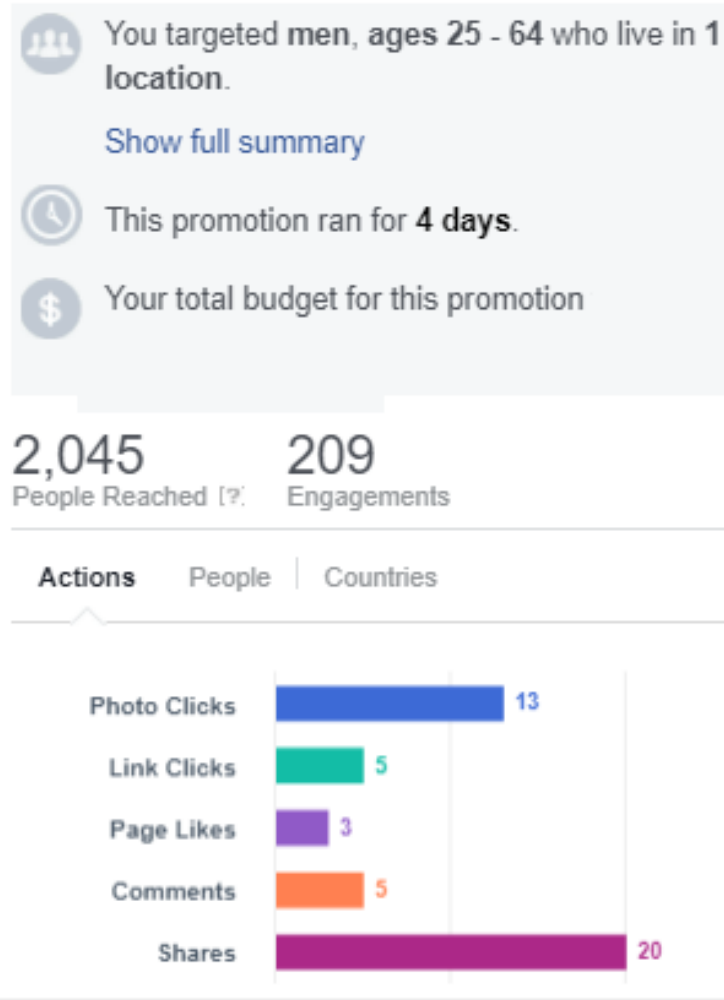 You targeted men, ages 25 - 64 who live in 1
location.
Show full summary
This promotion ran for 4 days.
$
Your total budget for this promotion
2,045
209
People Reached [?]
Engagements
Actions
People
Countries
Photo Clicks 13
Link Clicks 5
Page Likes 3
Comments 5
Shares 20